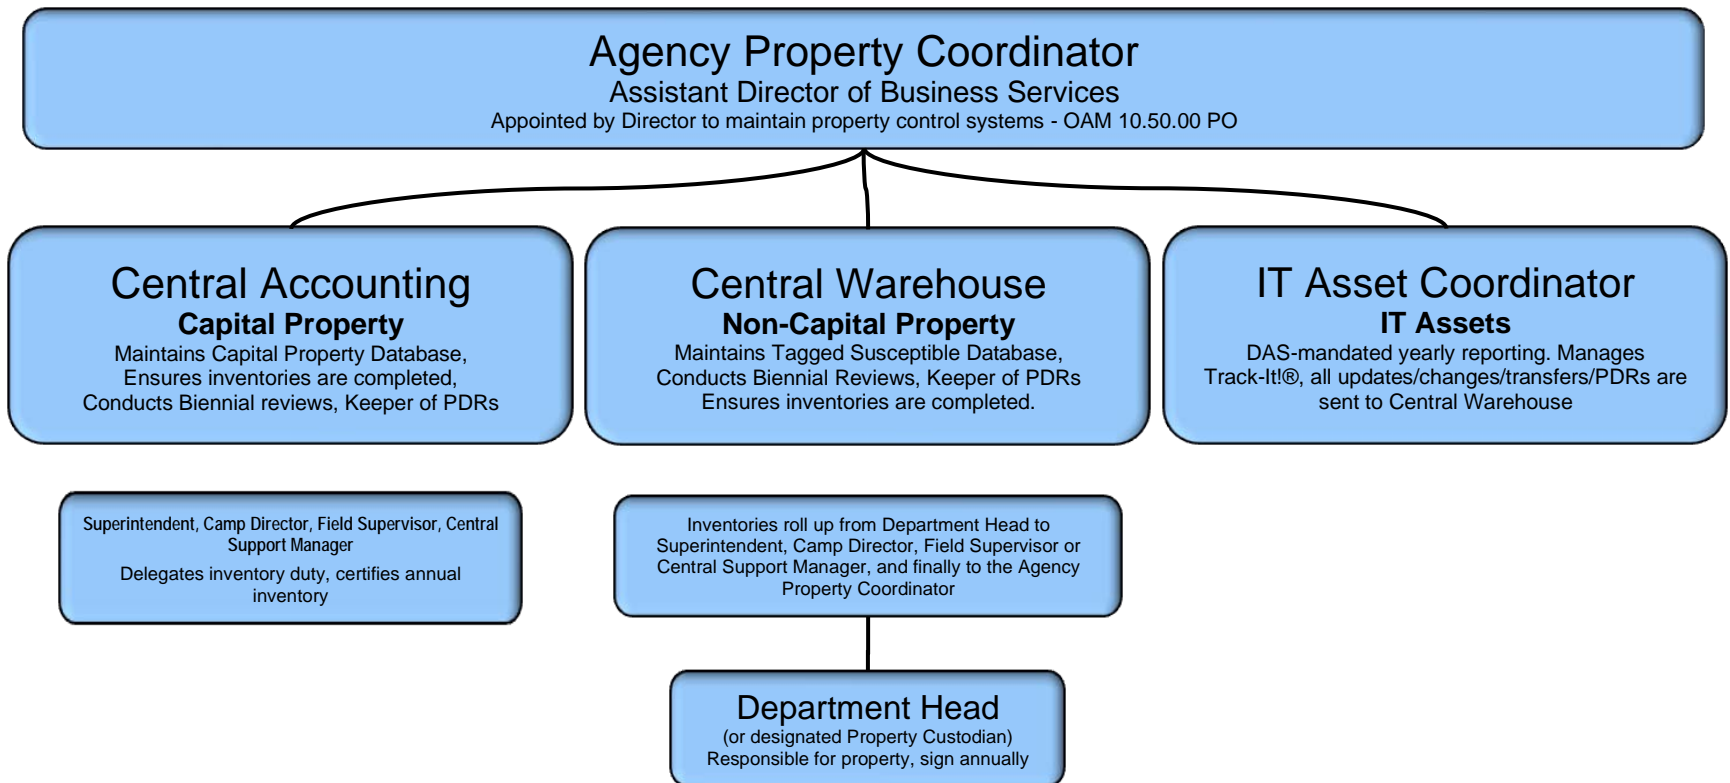 Agency Property Coordinator
Assistant Director of Business Services
Appointed by Director to maintain property control systems - OAM 10.50.00 PO
Central Accounting
Capital Property
Maintains Capital Property Database,
Ensures inventories are completed,
Conducts Biennial reviews, Keeper of PDRs
Central Warehouse
Non-Capital Property
Maintains Tagged Susceptible Database,
Conducts Biennial Reviews, Keeper of PDRs
Ensures inventories are completed.
IT Asset Coordinator
IT Assets
DAS-mandated yearly reporting. Manages
Track-It!®, all updates/changes/transfers/PDRs are
sent to Central Warehouse
Superintendent, Camp Director, Field Supervisor, Central
Support Manager
Delegates inventory duty, certifies annual
inventory
Inventories roll up from Department Head to
Superintendent, Camp Director, Field Supervisor or
Central Support Manager, and finally to the Agency
Property Coordinator
Department Head
(or designated Property Custodian)
Responsible for property, sign annually